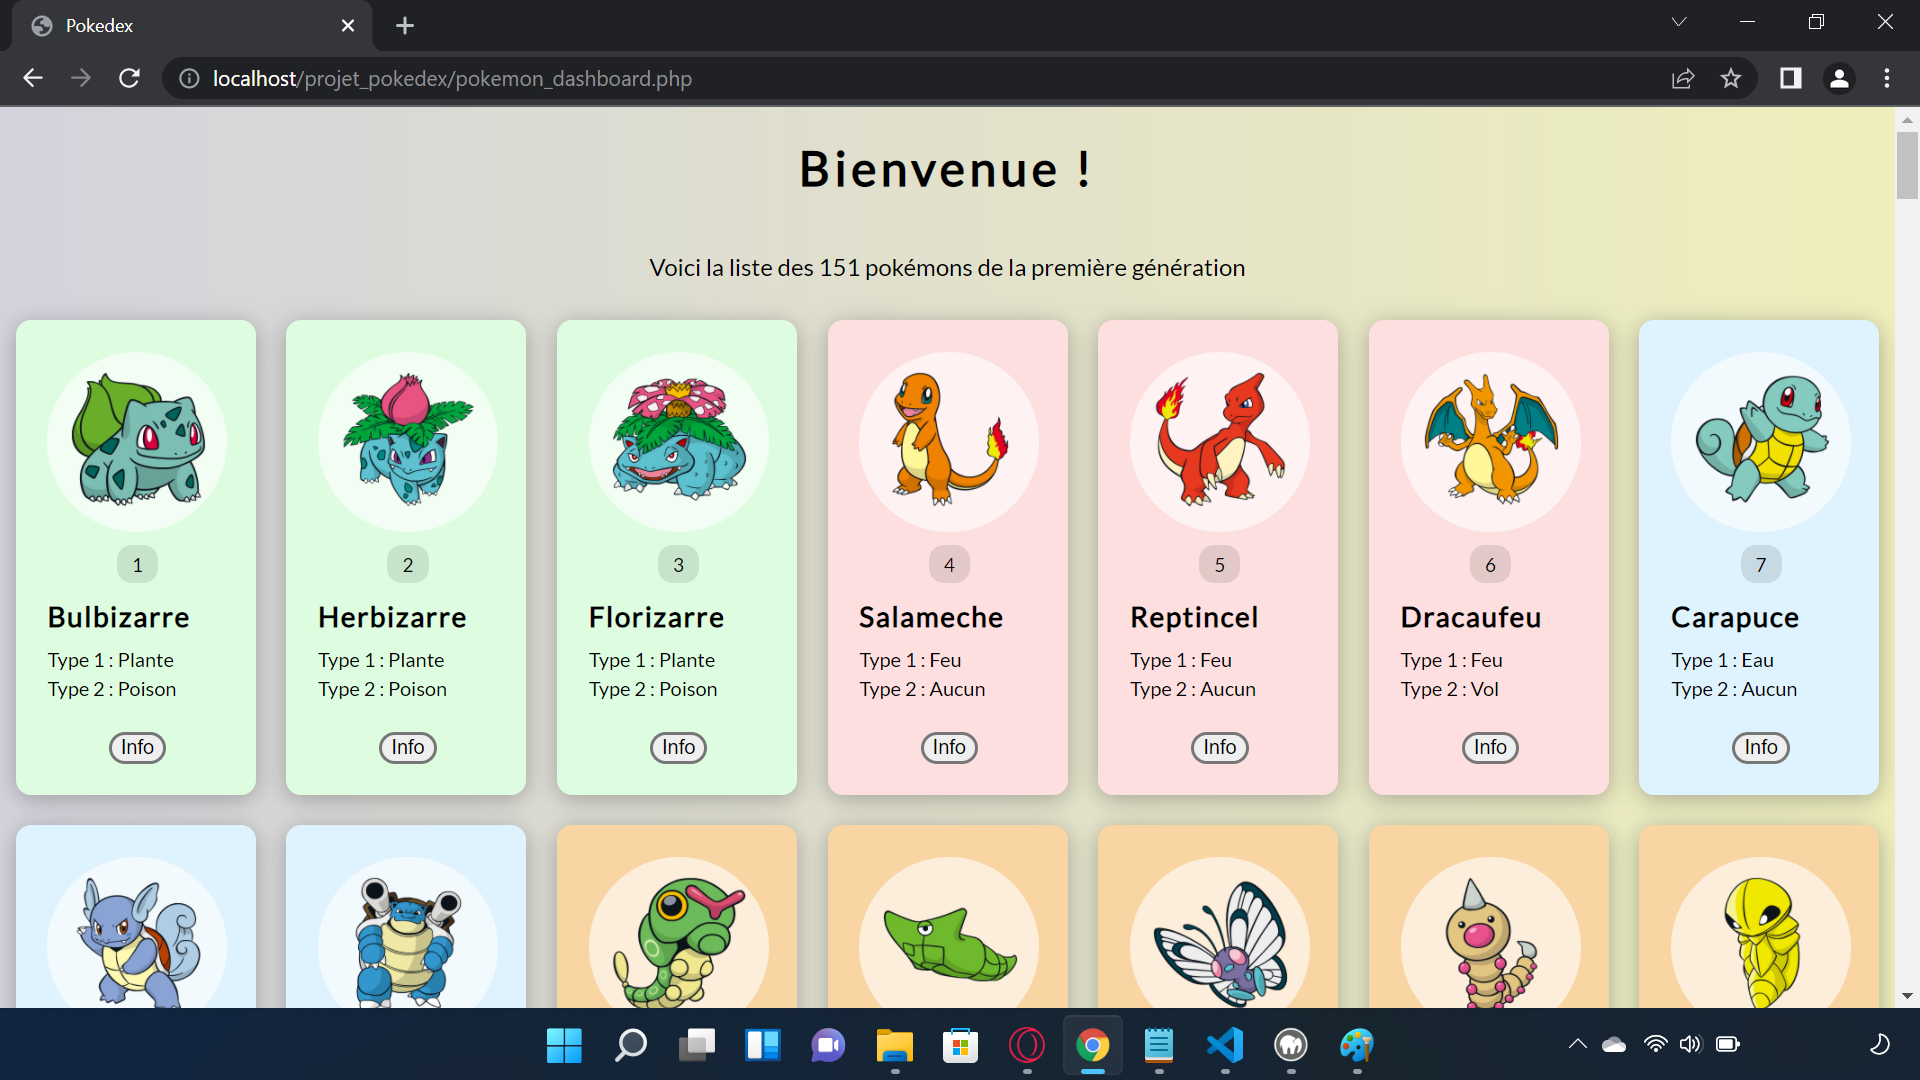 Pokedex
localhost/projet_pokedex/pokemon_dashboard.php
Bienvenue !
Voici la liste des 151 pokémons de la première génération
1
Bulbizarre
Type 1 : Plante
Type 2 : Poison
Info
2
Herbizarre
Type 1 : Plante
Type 2 : Poison
Info
3
Florizarre
Type 1 : Plante
Type 2 : Poison
Info
4
Salameche
Type 1 : Feu
Type 2 : Aucun
Info
5
Reptincel
Type 1 : Feu
Type 2 : Aucun
Info
6
Dracaufeu
Type 1 : Feu
Type 2 : Vol
Info
7
Carapuce
Type 1 : Eau
Type 2 : Aucun
Info